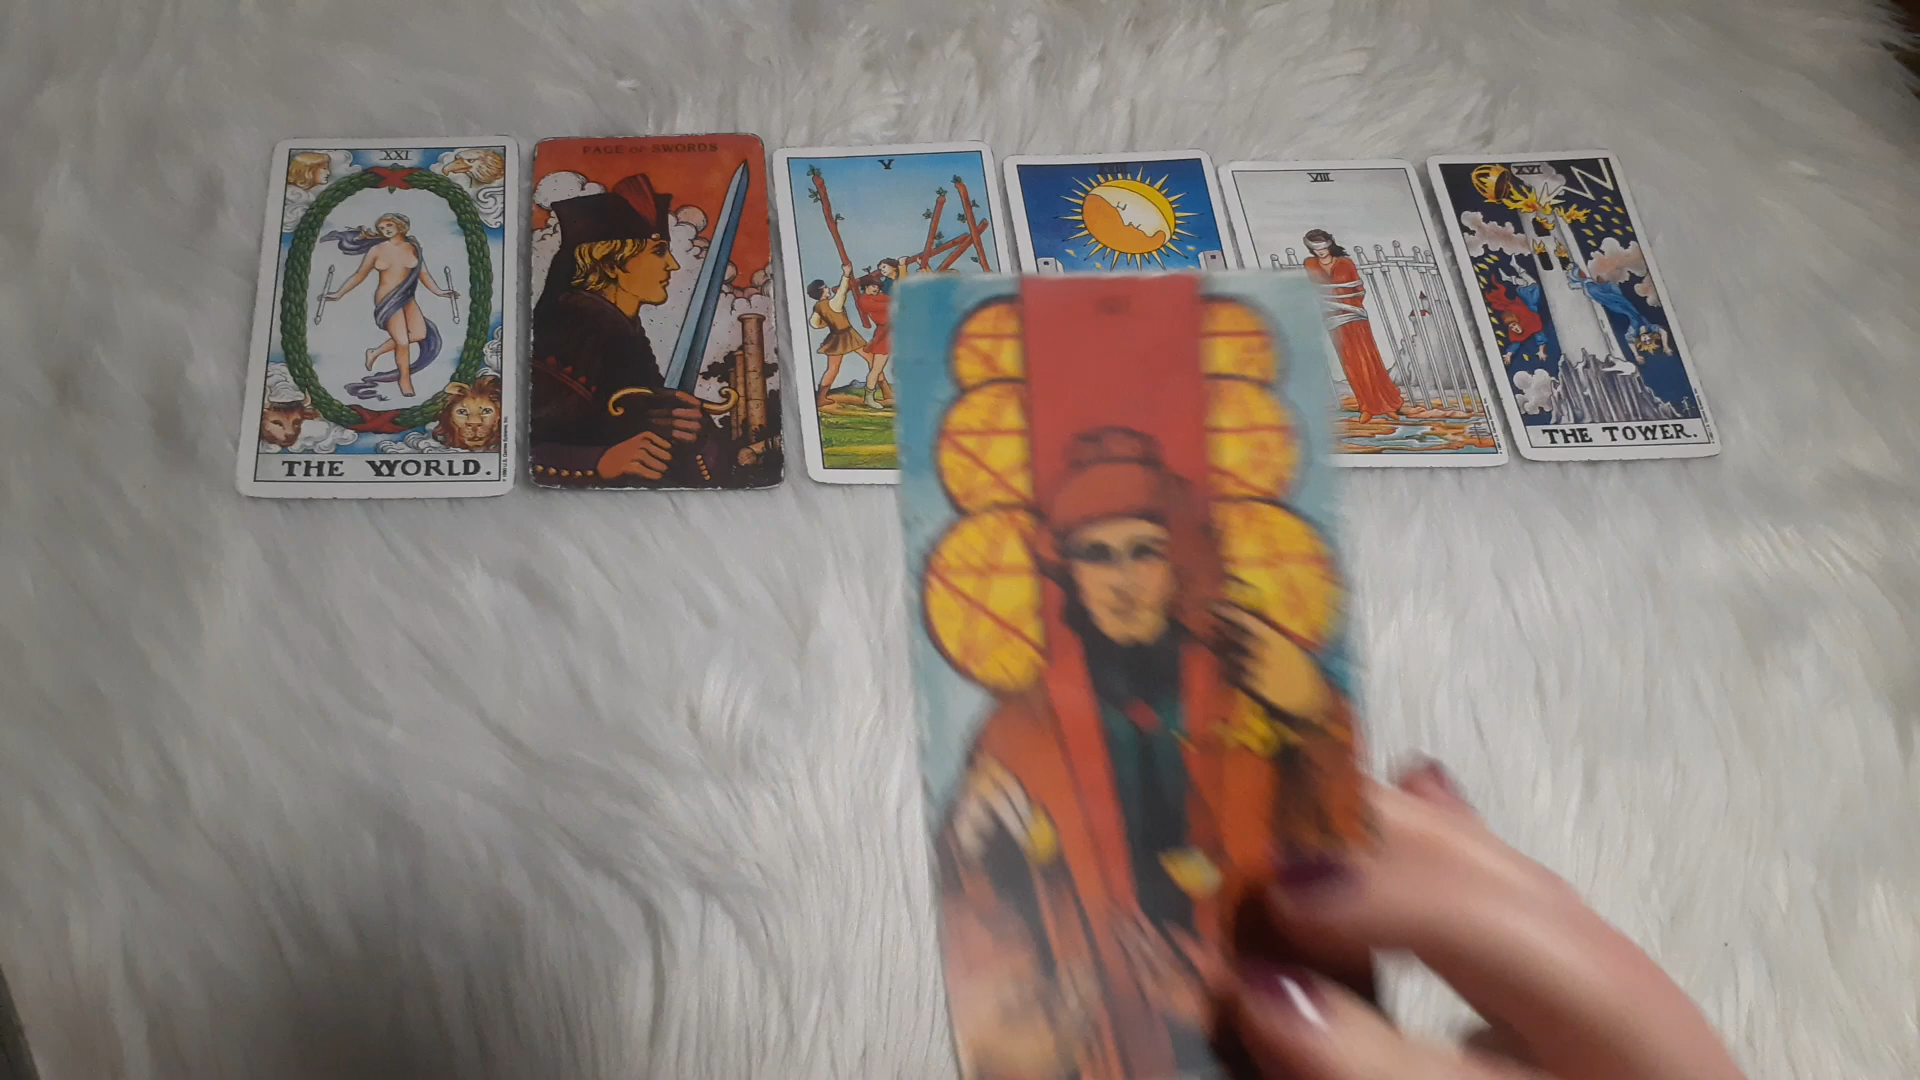 XXI
THE WORLD.
PAGE OF SWORDS
V
VIII
XVI
THE TOWER.